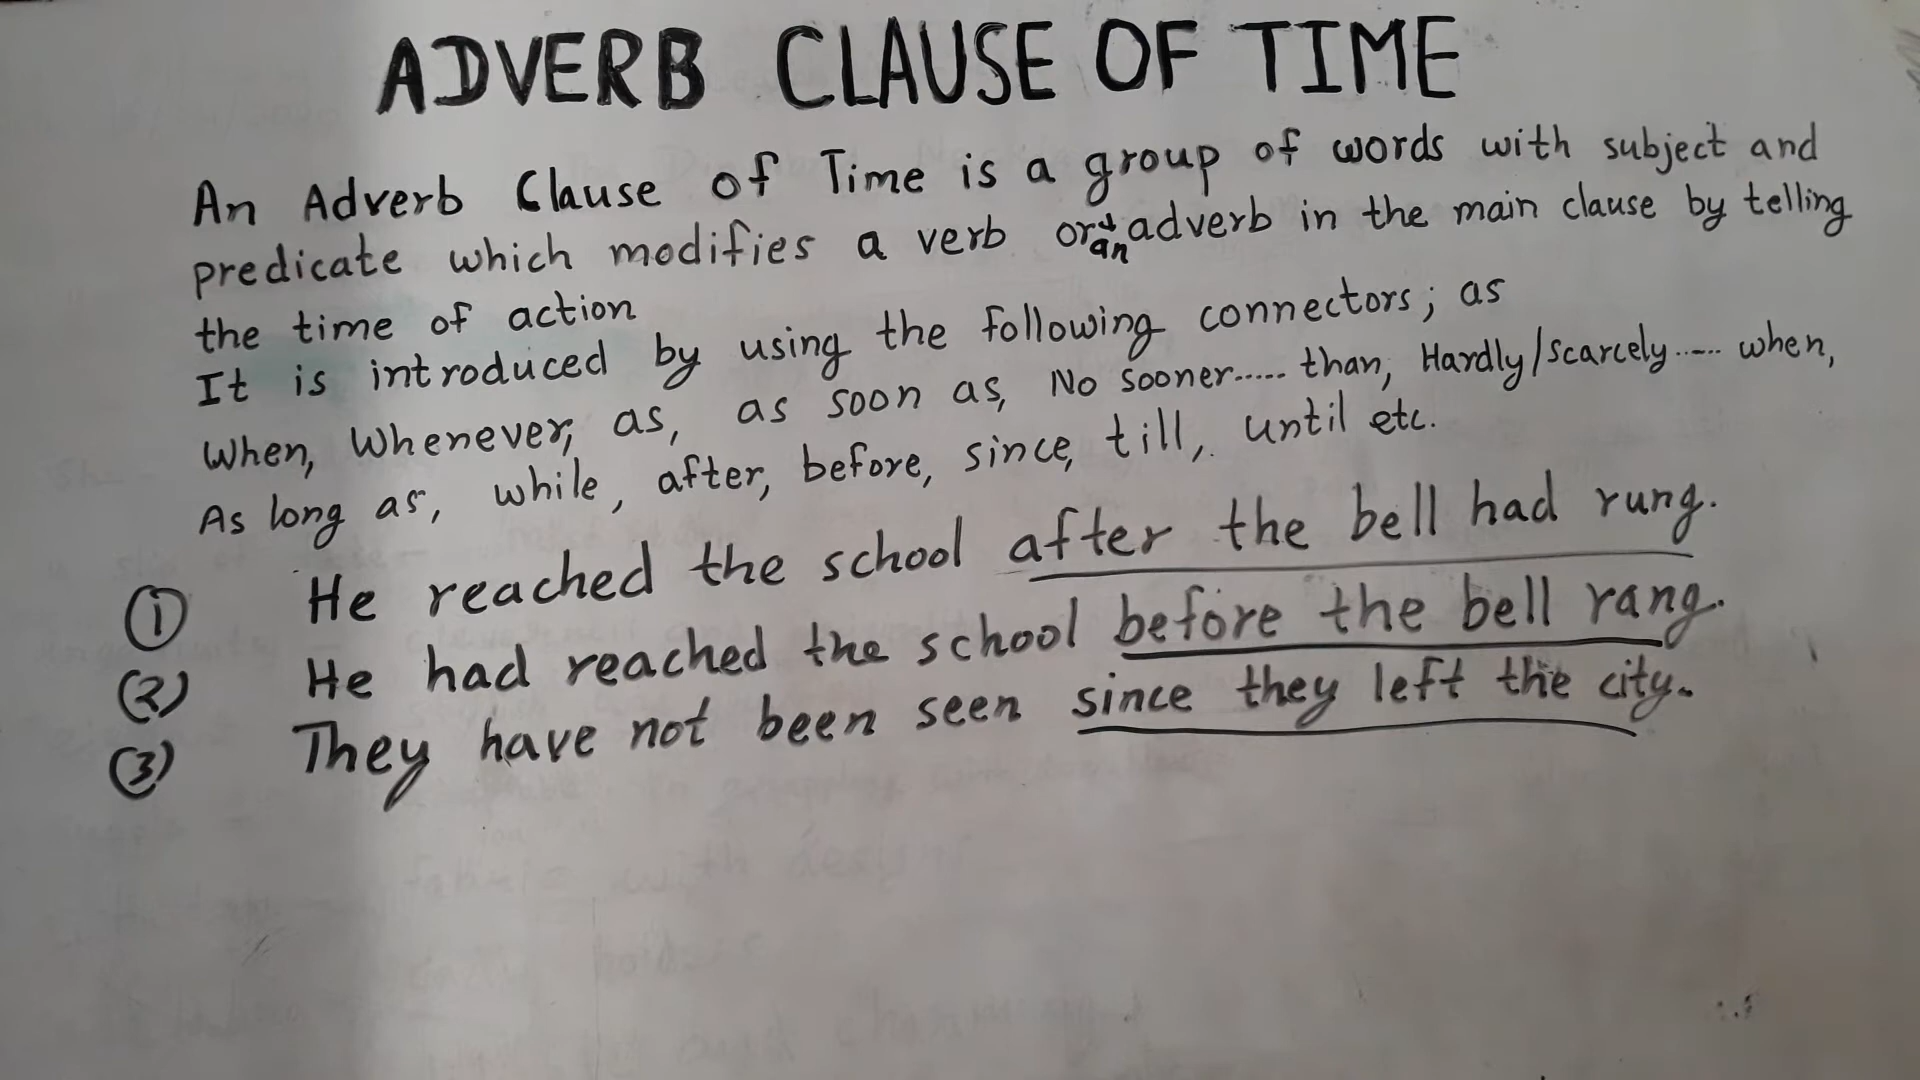 ADVERB CLAUSE OF TIME
An Adverb Clause of Time is a group of words with subject and
predicate which modifies a verb or an adverb in the main clause by telling
the time of action
It is introduced by using the following connectors; as
When, Whenever, as, as soon as, No sooner..... than, Hardly/scarcely..... when,
As long as, while, after, before, since, till, until etc.
① He reached the school after the bell had rung.
(2) He had reached the school before the bell rang.
(3) They have not been seen since they left the city.